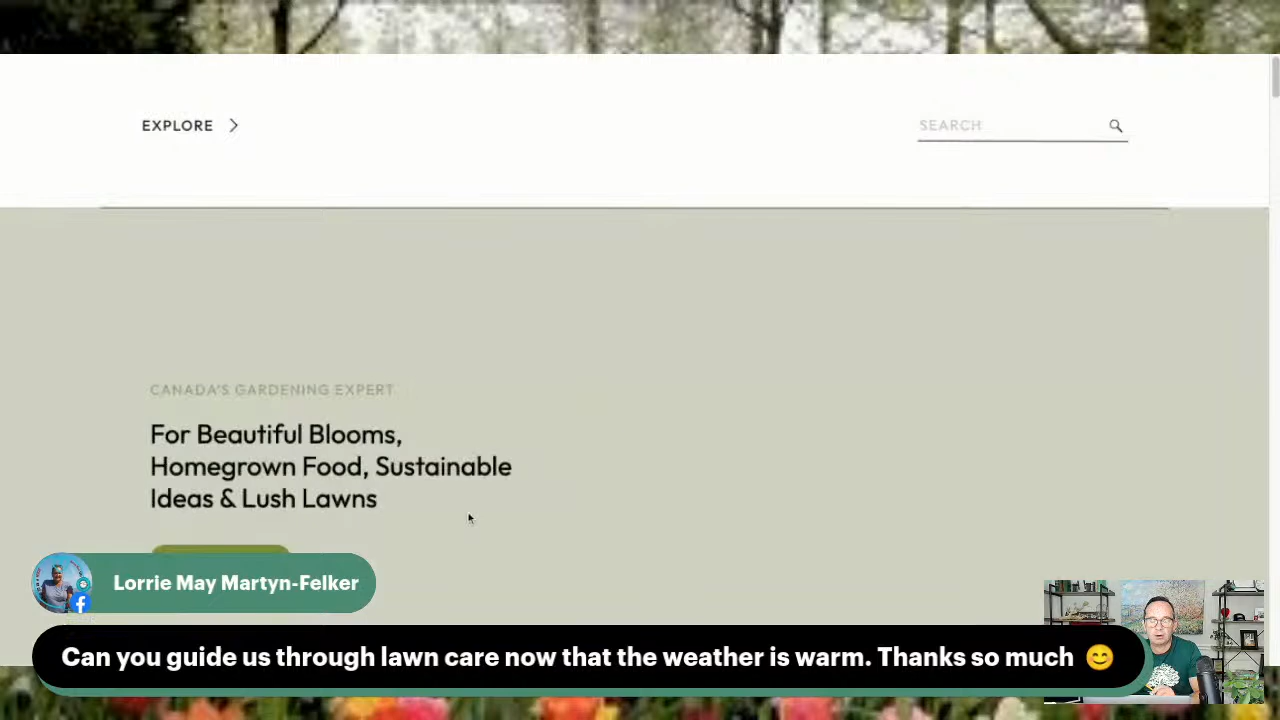 EXPLORE
SEARCH
CANADA'S GARDENING EXPERT
For Beautiful Blooms,
Homegrown Food, Sustainable
Ideas & Lush Lawns
Lorrie May Martyn-Felker
Can you guide us through lawn care now that the weather is warm. Thanks so much 😊